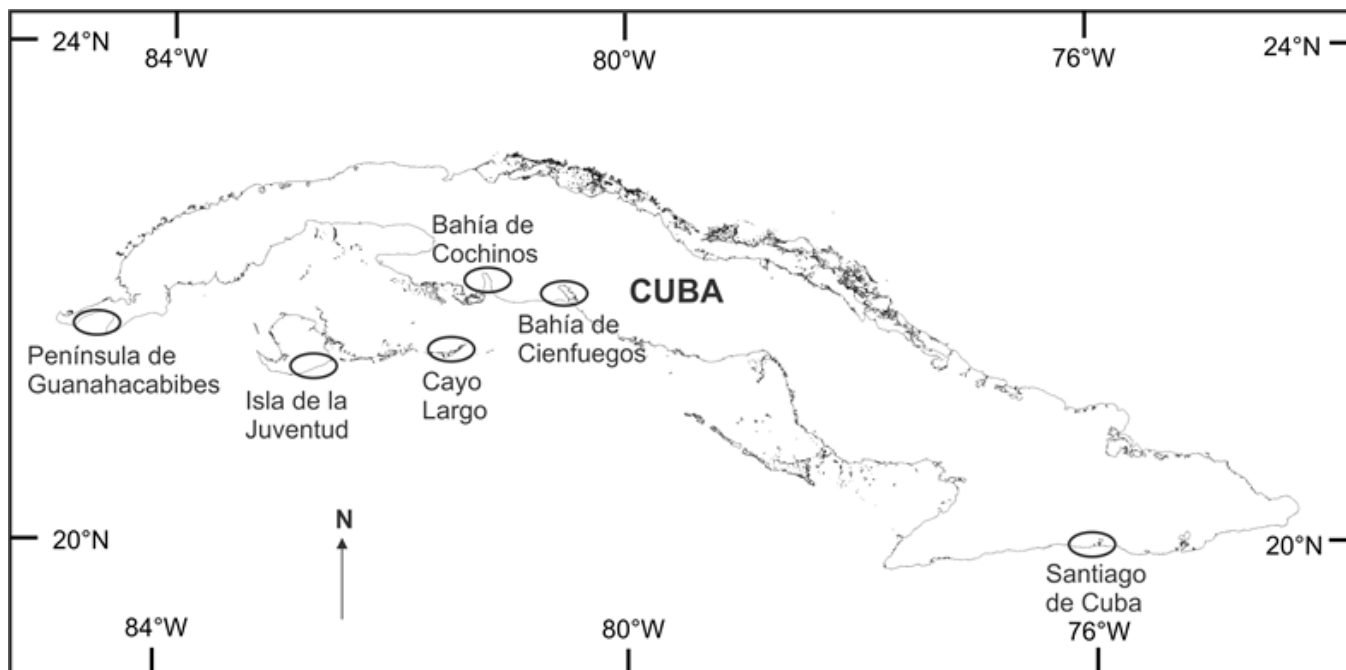 24°N
84°W
80°W
76°W
24°N
Bahía de
Cochinos
CUBA
Bahía de
Cienfuegos
Península de
Guanahacabibes
Isla de la
Juventud
Cayo
Largo
N
20°N
20°N
Santiago
de Cuba
84°W
80°W
76°W